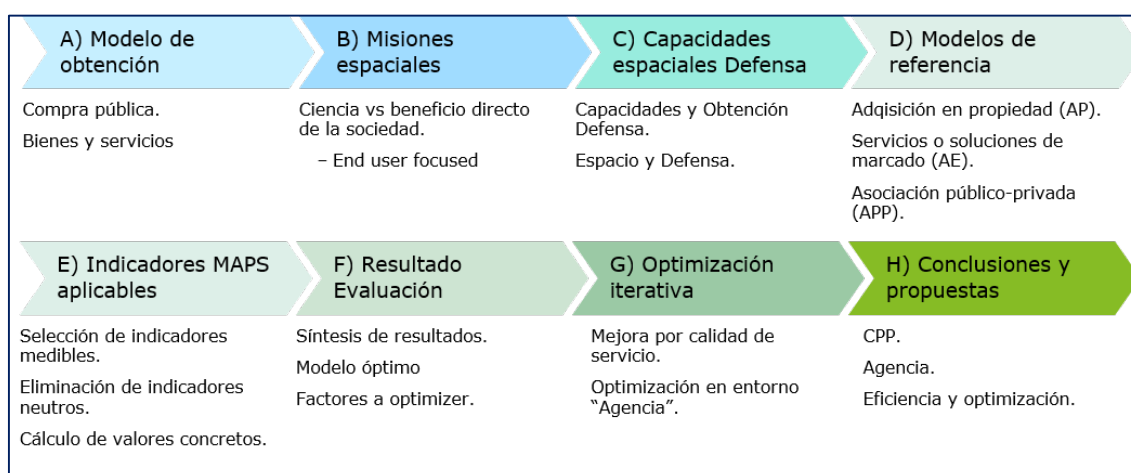 A) Modelo de
obtención
Compra pública.
Bienes y servicios
B) Misiones
espaciales
Ciencia vs beneficio directo
de la sociedad.
– End user focused
C) Capacidades
espaciales Defensa
Capacidades y Obtención
Defensa.
Espacio y Defensa.
D) Modelos de
referencia
Adqisición en propiedad (AP).
Servicios o soluciones de
marcado (AE).
Asociación público-privada
(APP).
E) Indicadores MAPS
aplicables
Selección de indicadores
medibles.
Eliminación de indicadores
neutros.
Cálculo de valores concretos.
F) Resultado
Evaluación
Síntesis de resultados.
Modelo óptimo
Factores a optimizer.
G) Optimización
iterativa
Mejora por calidad de
servicio.
Optimización en entorno
“Agencia”.
H) Conclusiones y
propuestas
CPP.
Agencia.
Eficiencia y optimización.